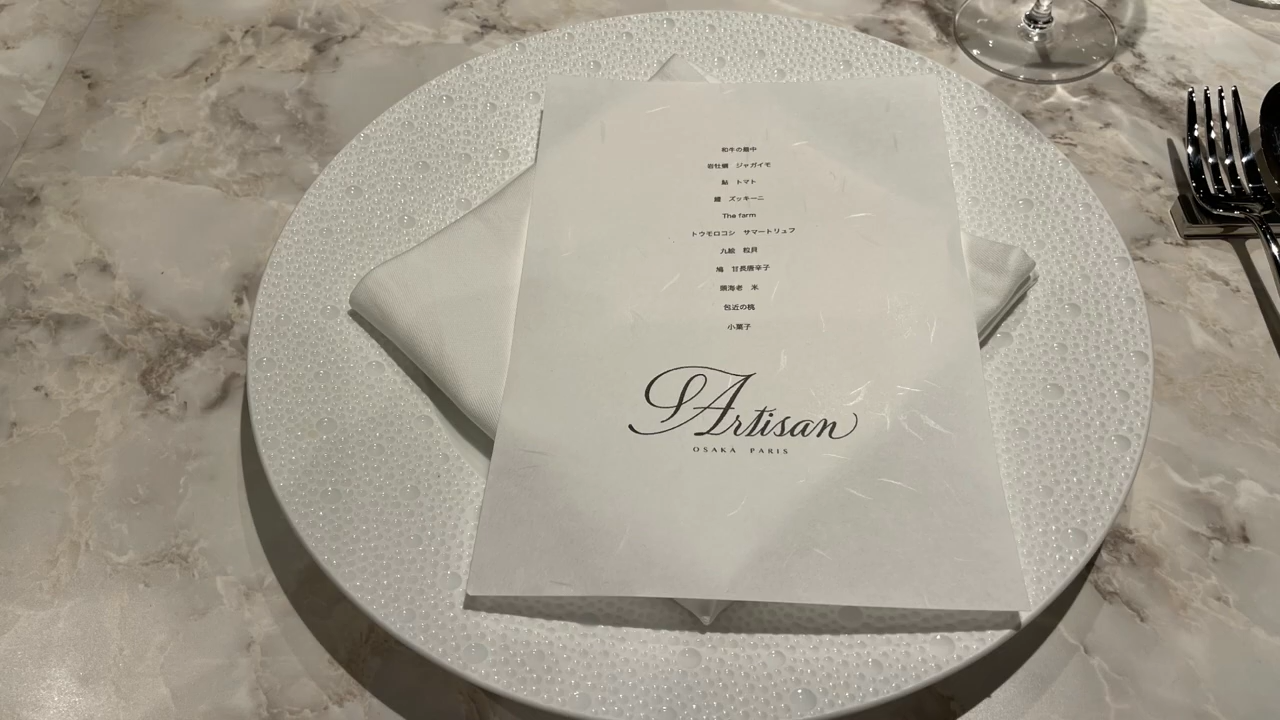 和牛の最中
岩牡蠣　ジャガイモ
鮎　トマト
鱧　ズッキーニ
The farm
トウモロコシ　サマートリュフ
九絵　粒貝
鳩　甘長唐辛子
海老　米
包近の桃
小菓子
L'Artisan
OSAKA PARIS